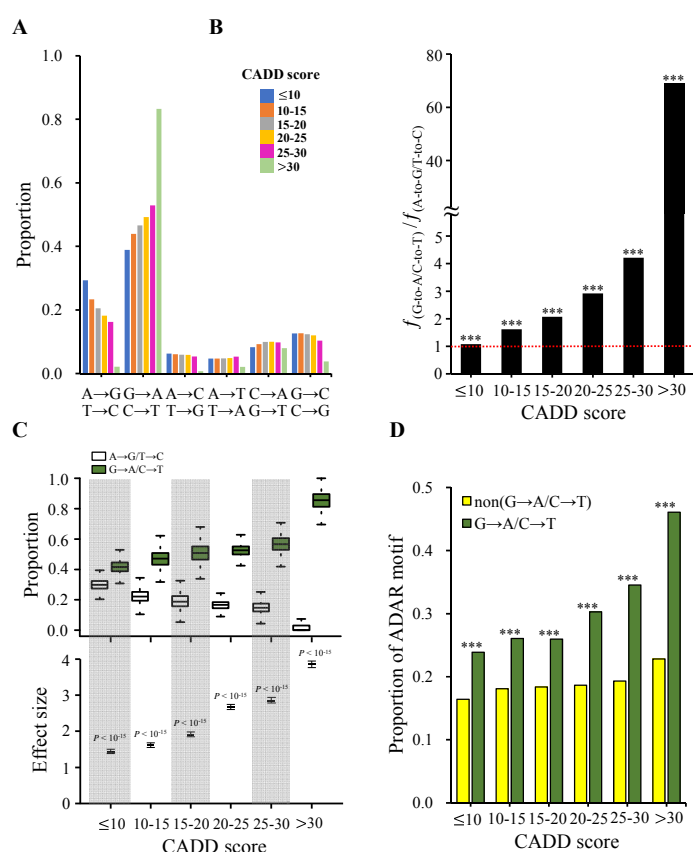 A
B
1.0
0.8
0.6
0.4
0.2
0.0
Proportion
CADD score
≤10
10-15
15-20
20-25
25-30
>30
A→G G→A A→C A→T C→A G→C
T→C C→T T→G T→A G→T C→G
f(G-to-A/C-to-T) / f(A-to-G/T-to-C)
80
60
40
5
4
3
2
1
0
*** *** *** *** *** ***
≤10 10-15 15-20 20-25 25-30 >30
CADD score
C
A→G/T→C
G→A/C→T
Proportion
1.0
0.8
0.6
0.4
0.2
0.0
Effect size
4
3
2
1
0
P < 10-15 P < 10-15 P < 10-15 P < 10-15 P < 10-15 P < 10-15
≤10 10-15 15-20 20-25 25-30 >30
CADD score
D
non(G→A/C→T)
G→A/C→T
Proportion of ADAR motif
0.5
0.4
0.3
0.2
0.1
0.0
*** *** *** *** *** ***
≤10 10-15 15-20 20-25 25-30 >30
CADD score